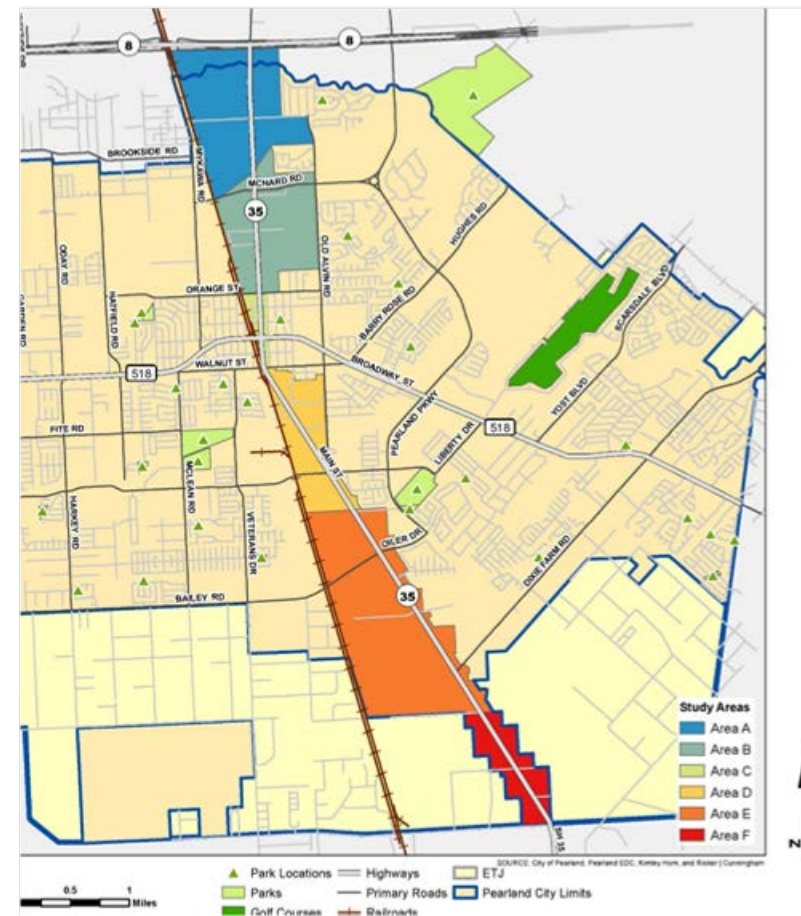 8
8
BROOKSIDE RD
MYKAWA RD
MCHARD RD
35
HUGHES RD
ODAY RD
OLD ALVIN RD
SCARSDALE BLVD
GARDEN RD
HATFIELD RD
ORANGE ST
BARRY ROSE RD
WALNUT ST
518
BROADWAY ST
YOST BLVD
PEARLAND PKWY
LIBERTY DR
518
FITE RD
MAIN ST
MCLEAN RD
HARKEY RD
VETERANS DR
OILER DR
DIXIE FARM RD
BAILEY RD
35
Study Areas
Area A
Area B
Area C
Area D
Area E
Area F
SH 35
N
SOURCE: City of Pearland, Pearland EDC, Kimley Horn, and Ricker | Cunningham
Park Locations
Highways
ETJ
Parks
Primary Roads
Pearland City Limits
Golf Courses
Railroads
0.5
1
Miles